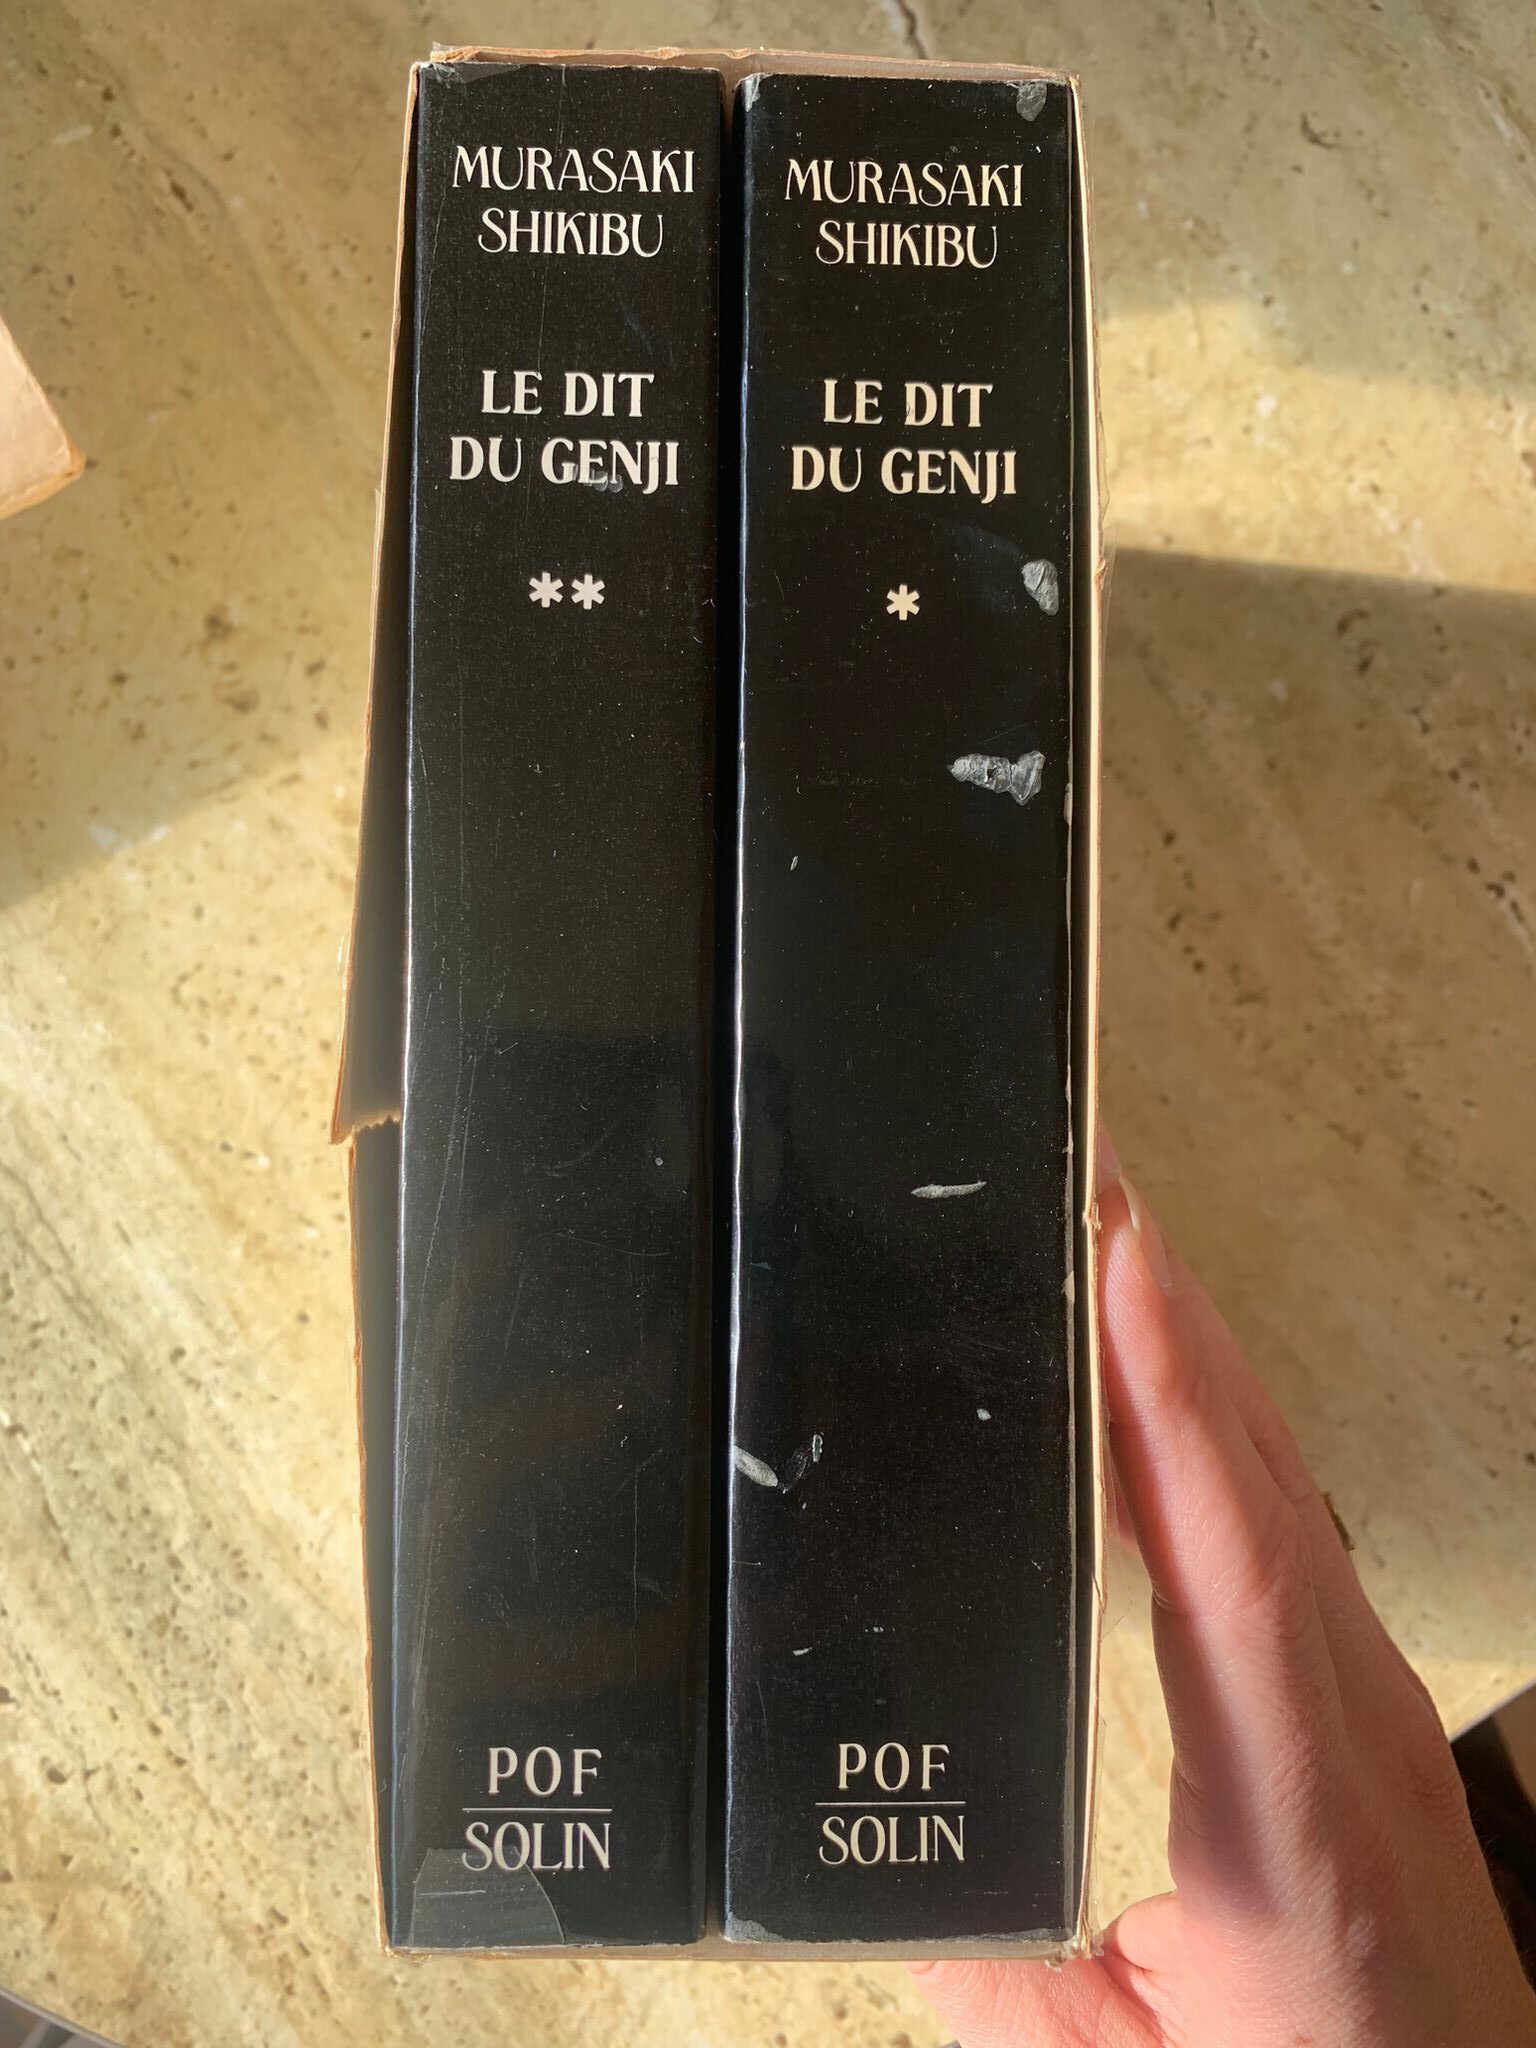 MURASAKI
SHIKIBU
LE DIT
DU GENJI
**
POF
SOLIN
MURASAKI
SHIKIBU
LE DIT
DU GENJI
*
POF
SOLIN